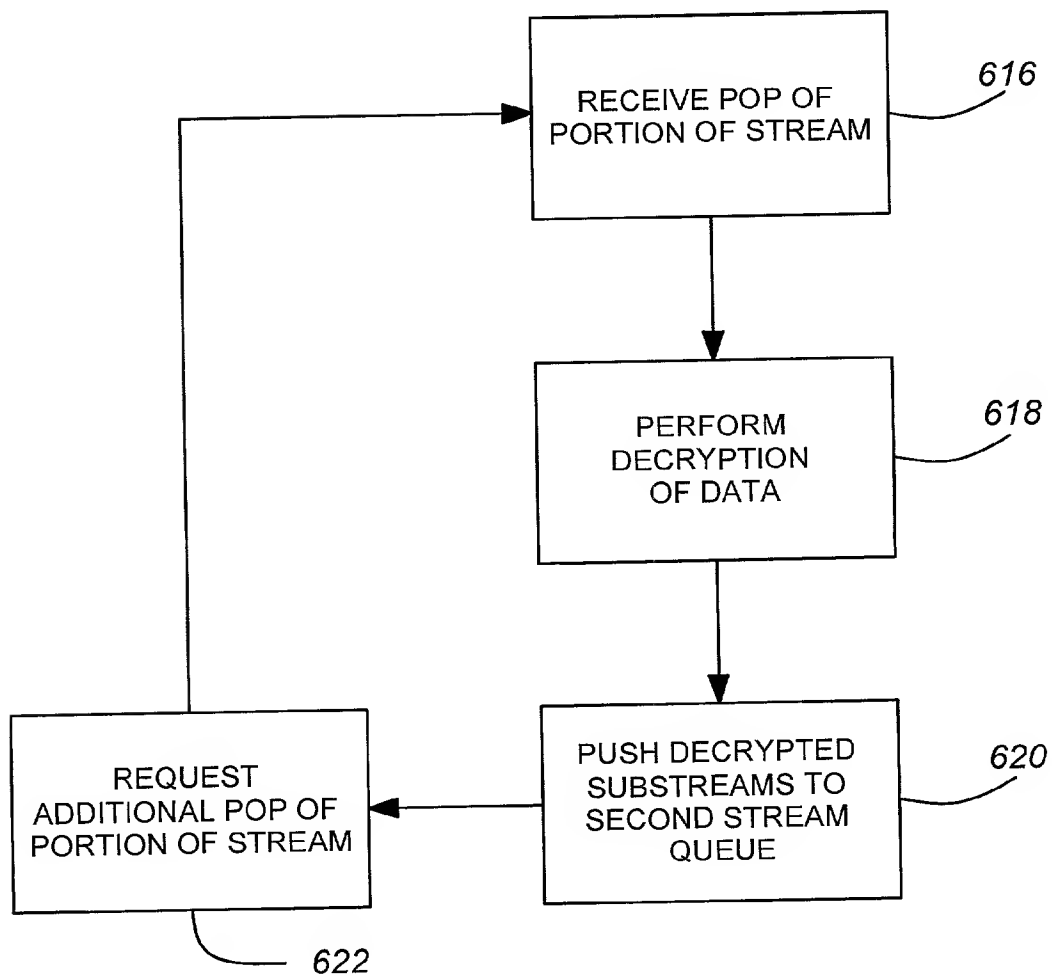 RECEIVE POP OF
PORTION OF STREAM
616
PERFORM
DECRYPTION
OF DATA
618
PUSH DECRYPTED
SUBSTREAMS TO
SECOND STREAM
QUEUE
620
REQUEST
ADDITIONAL POP OF
PORTION OF STREAM
622